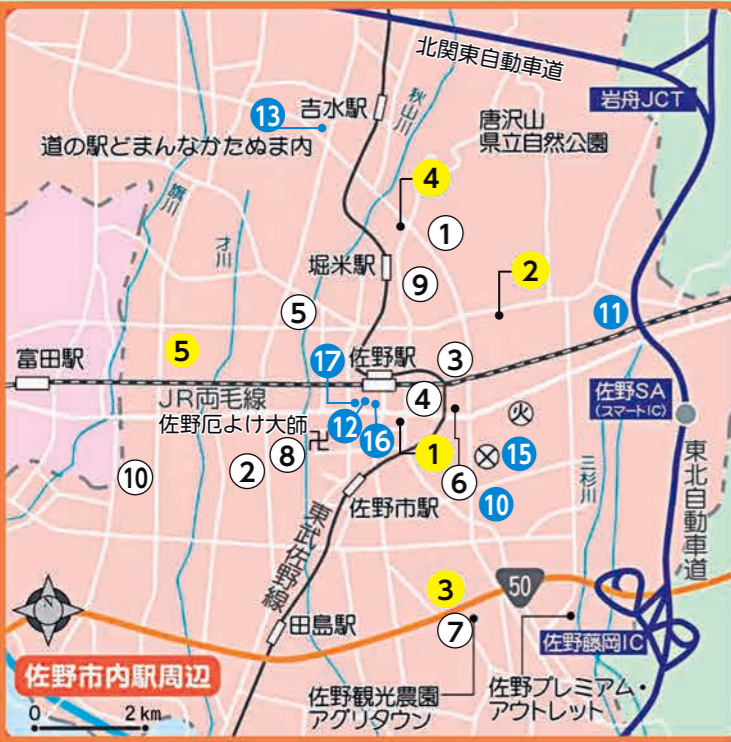 北関東自動車道
岩舟JCT
吉水駅
秋山川
唐沢山
県立自然公園
13
道の駅どまんなかたぬま内
4
旗川
才川
1
堀米駅
9
2
5
11
5
富田駅
17
佐野駅
3
JR両毛線
4
佐野SA
(スマートIC)
佐野厄よけ大師
12
16
火
卍
1
15
8
2
10
6
三杉川
東北自動車道
佐野市駅
10
東武佐野線
3
50
N
田島駅
7
佐野藤岡IC
佐野市内駅周辺
佐野観光農園
アグリタウン
佐野プレミアム・
アウトレット
0 2km